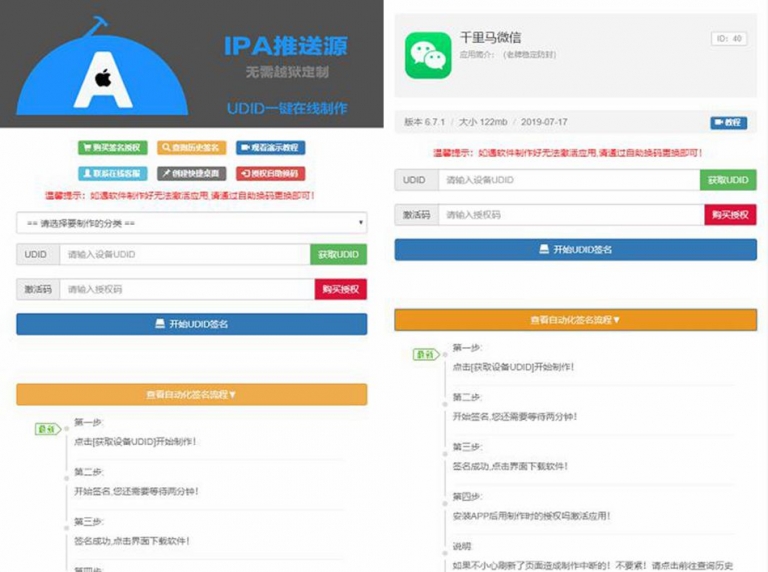 IPA推送源
无需越狱定制
UDID一键在线制作
购买签名授权
查询历史签名
观看演示教程
联系在线客服
创建快捷桌面
授权自助换码
温馨提示：如遇软件制作好无法激活应用,请通过自助换码更换即可！
== 请选择要制作的分类 ==
UDID 请输入设备UDID 获取UDID
激活码 请输入授权码 购买授权
开始UDID签名
查看自动化签名流程▼
第一步:
点击[获取设备UDID]开始制作!
第二步:
开始签名,您还需要等待两分钟!
第三步:
签名成功,点击界面下载软件!
第四步:
千里马微信
ID: 40
应用简介: (老牌稳定防封)
版本 6.7.1 / 大小 122mb / 2019-07-17
教程
温馨提示：如遇软件制作好无法激活应用,请通过自助换码更换即可！
UDID 请输入设备UDID 获取UDID
激活码 请输入授权码 购买授权
开始UDID签名
查看自动化签名流程▼
第一步:
点击[获取设备UDID]开始制作!
第二步:
开始签名,您还需要等待两分钟!
第三步:
签名成功,点击界面下载软件!
第四步:
安装APP后用制作时的授权吗激活应用!
说明:
如果不小心刷新了页面造成制作中断的! 不要紧! 请点击前往查询历史